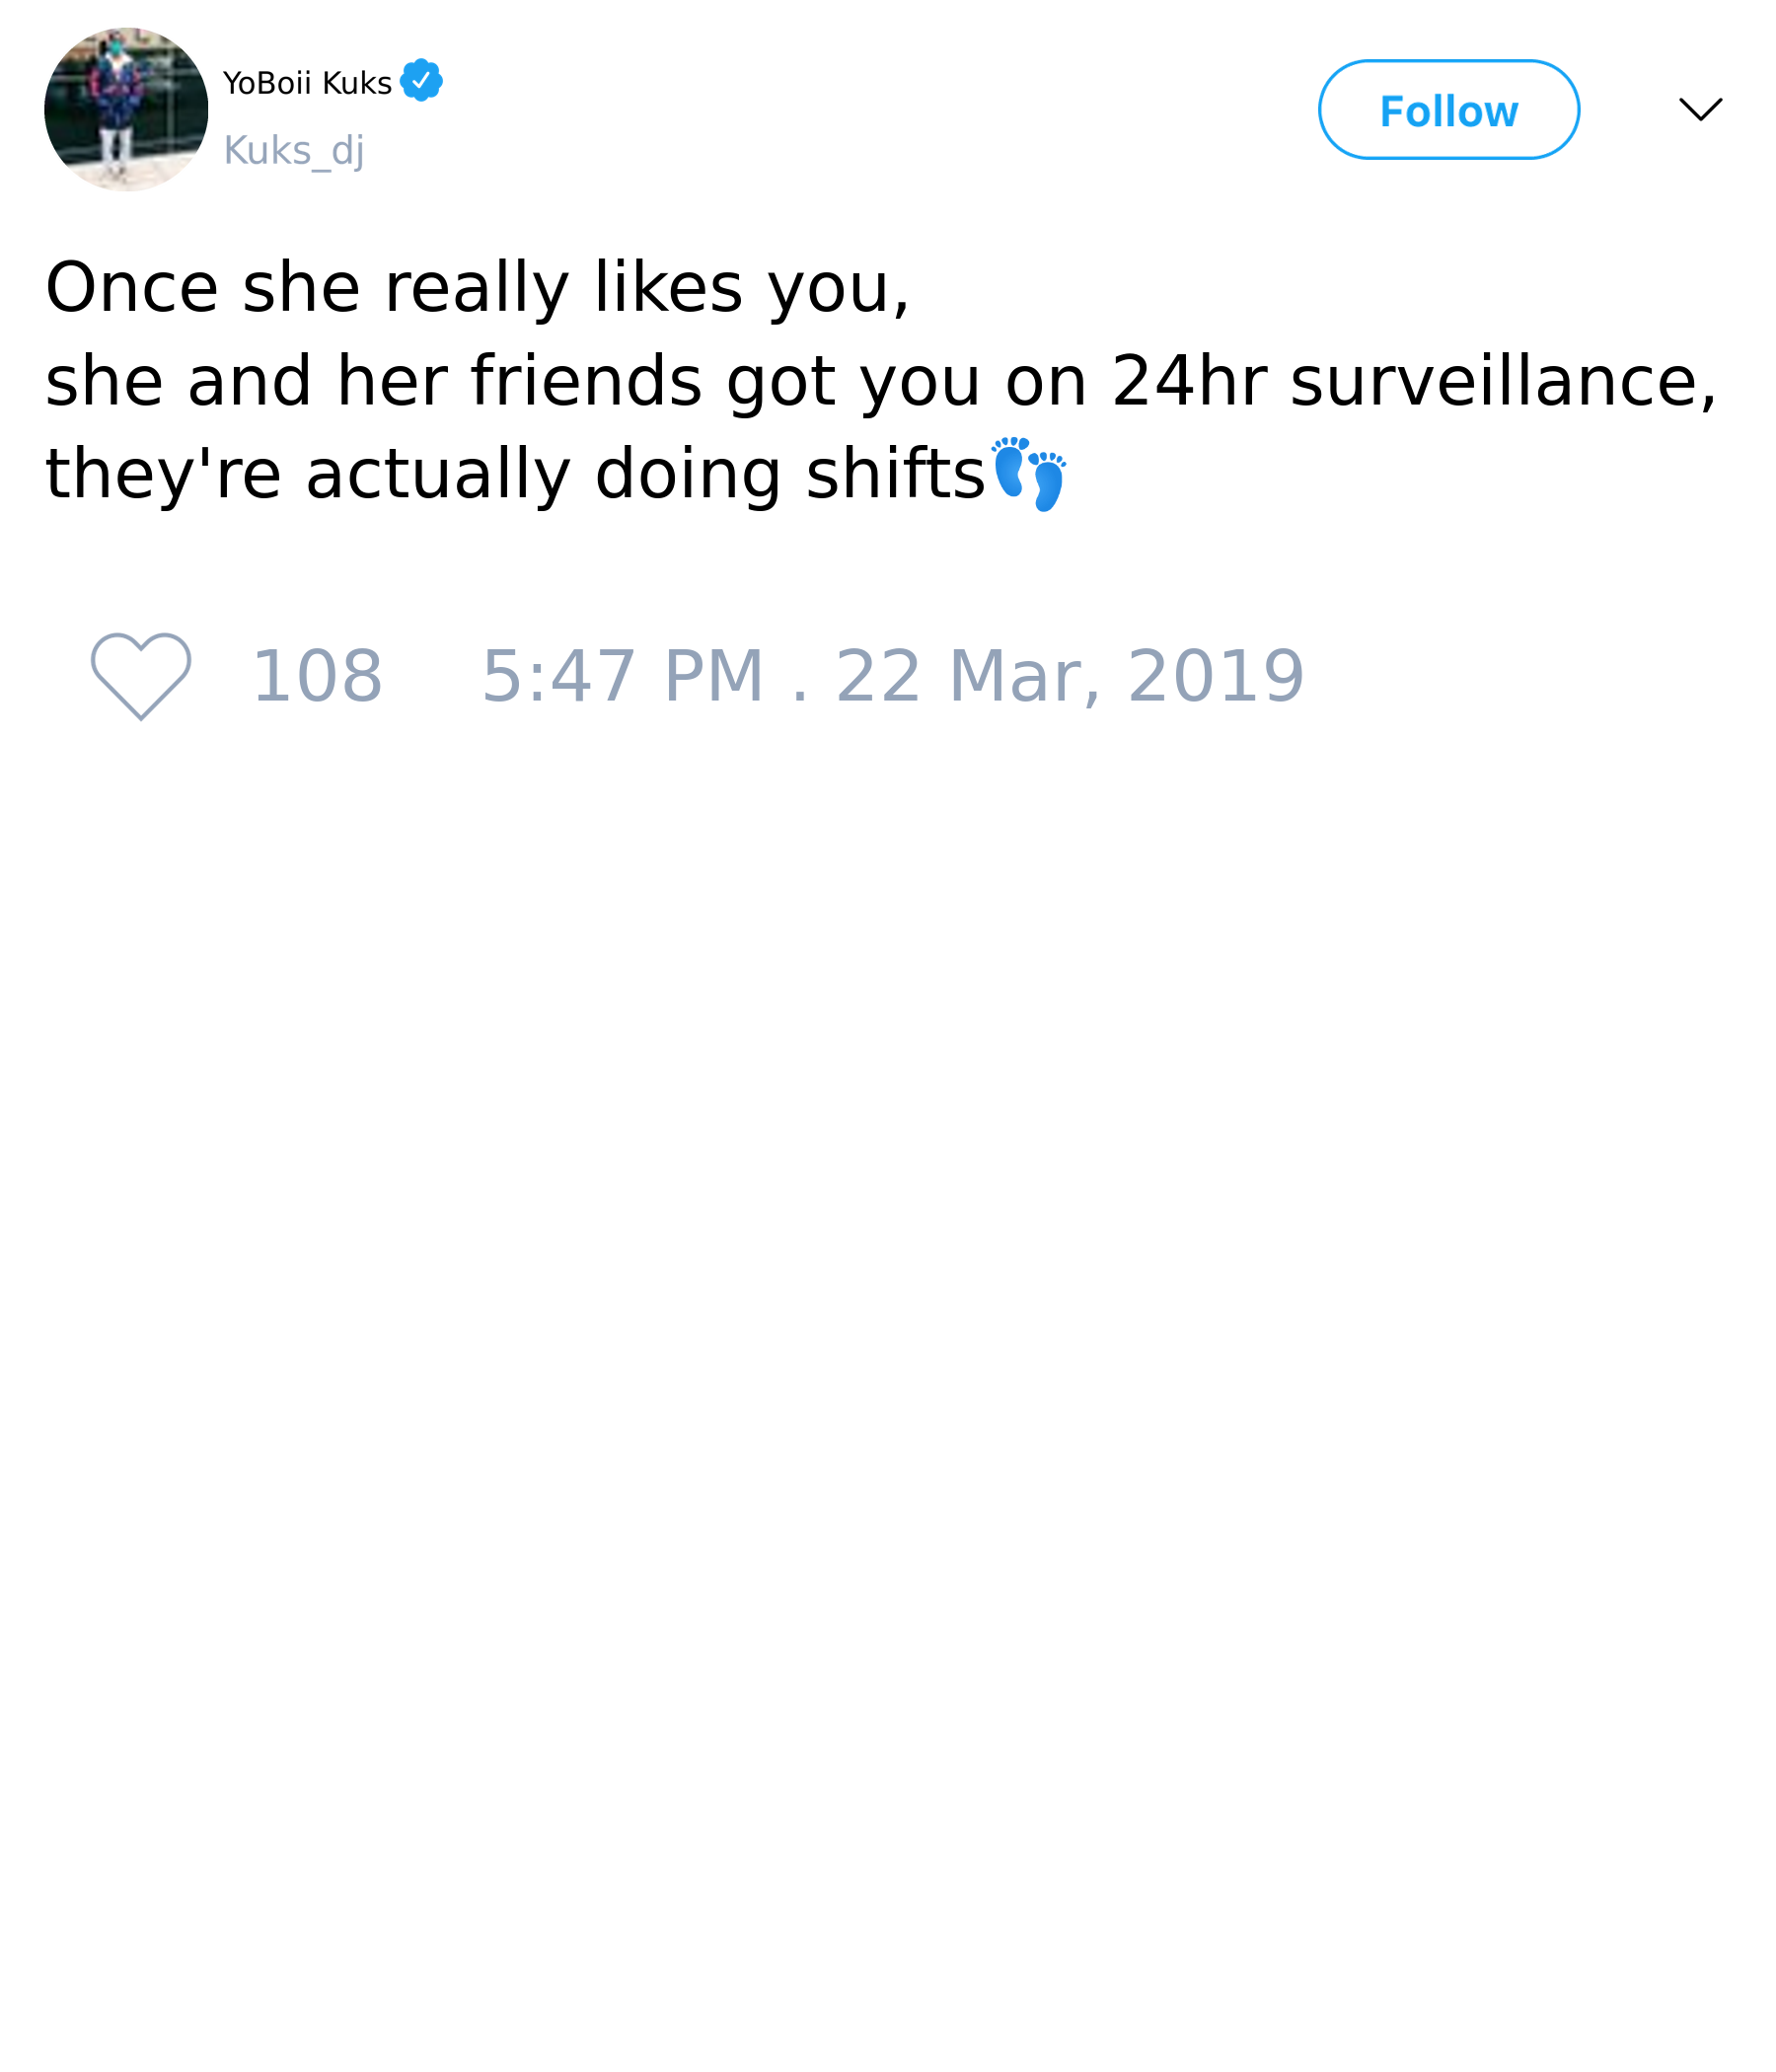 YoBoii Kuks
Kuks_dj
Follow
Once she really likes you,
she and her friends got you on 24hr surveillance,
they're actually doing shifts👣
108 5:47 PM . 22 Mar, 2019